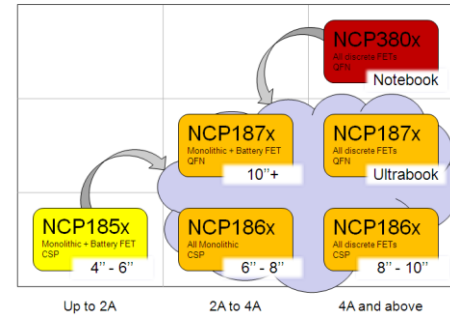 NCP380x
All discrete FETs
QFN
Notebook
NCP187x
Monolithic + Battery FET
QFN
10"+
NCP187x
All discrete FETs
QFN
Ultrabook
NCP185x
Monolithic + Battery FET
CSP
4" - 6"
NCP186x
All Monolithic
CSP
6" - 8"
NCP186x
All discrete FETs
CSP
8" - 10"
Up to 2A
2A to 4A
4A and above